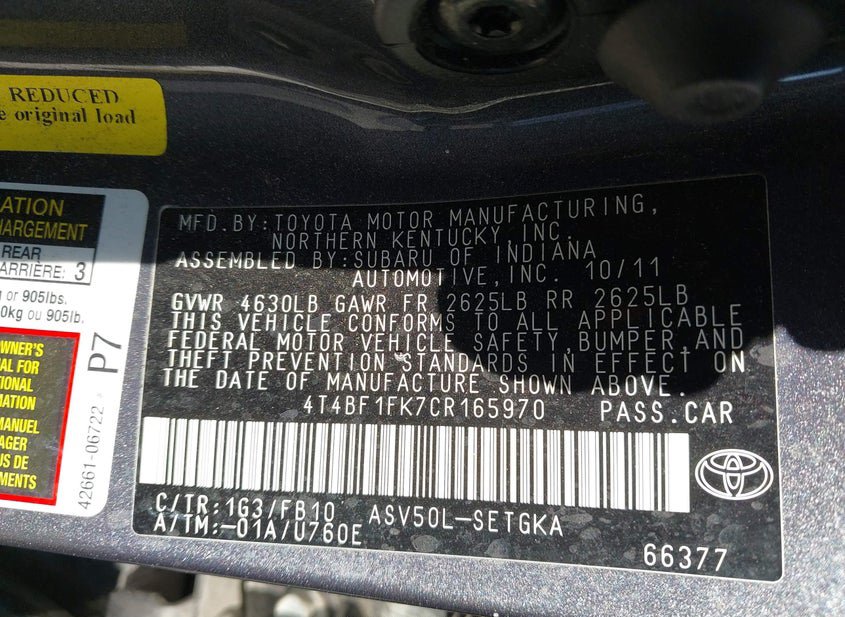 REDUCED
e original load
ATION
HARGEMENT
REAR
ARRIÈRE: 3
or 905lbs.
0kg ou 905lb.
OWNER'S
AL FOR
TIONAL
MATION
MANUEL
AGER
US DE
MENTS
42661-06722
P7
MFD.BY:TOYOTA MOTOR MANUFACTURING,
NORTHERN KENTUCKY,INC.
ASSEMBLED BY:SUBARU OF INDIANA
AUTOMOTIVE,INC. 10/11
GVWR 4630LB GAWR FR 2625LB RR 2625LB
THIS VEHICLE CONFORMS TO ALL APPLICABLE
FEDERAL MOTOR VEHICLE SAFETY,BUMPER,AND
THEFT PREVENTION STANDARDS IN EFFECT ON
THE DATE OF MANUFACTURE SHOWN ABOVE.
4T4BF1FK7CR165970 PASS.CAR
C/TR:1G3/FB10 ASV50L-SETGKA
A/TM:-01A/U760E
66377